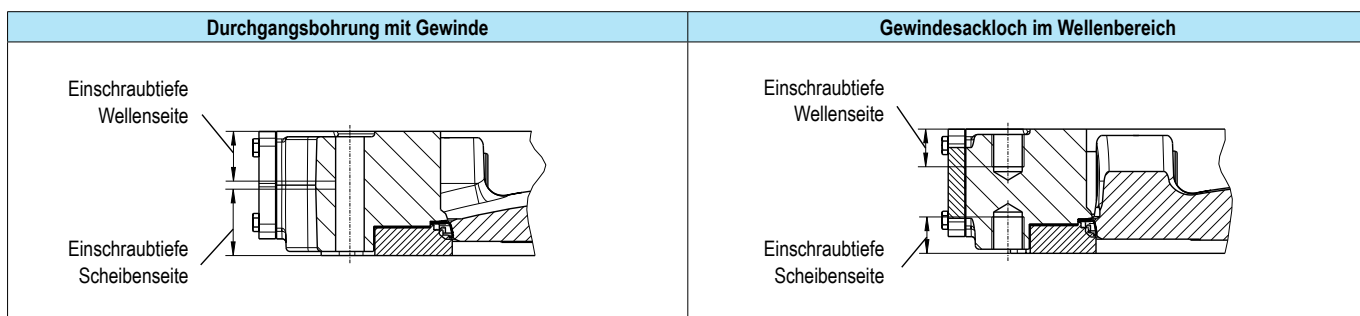 Durchgangsbohrung mit Gewinde
Gewindesackloch im Wellenbereich
Einschraubtiefe
Wellenseite
Einschraubtiefe
Scheibenseite
Einschraubtiefe
Wellenseite
Einschraubtiefe
Scheibenseite